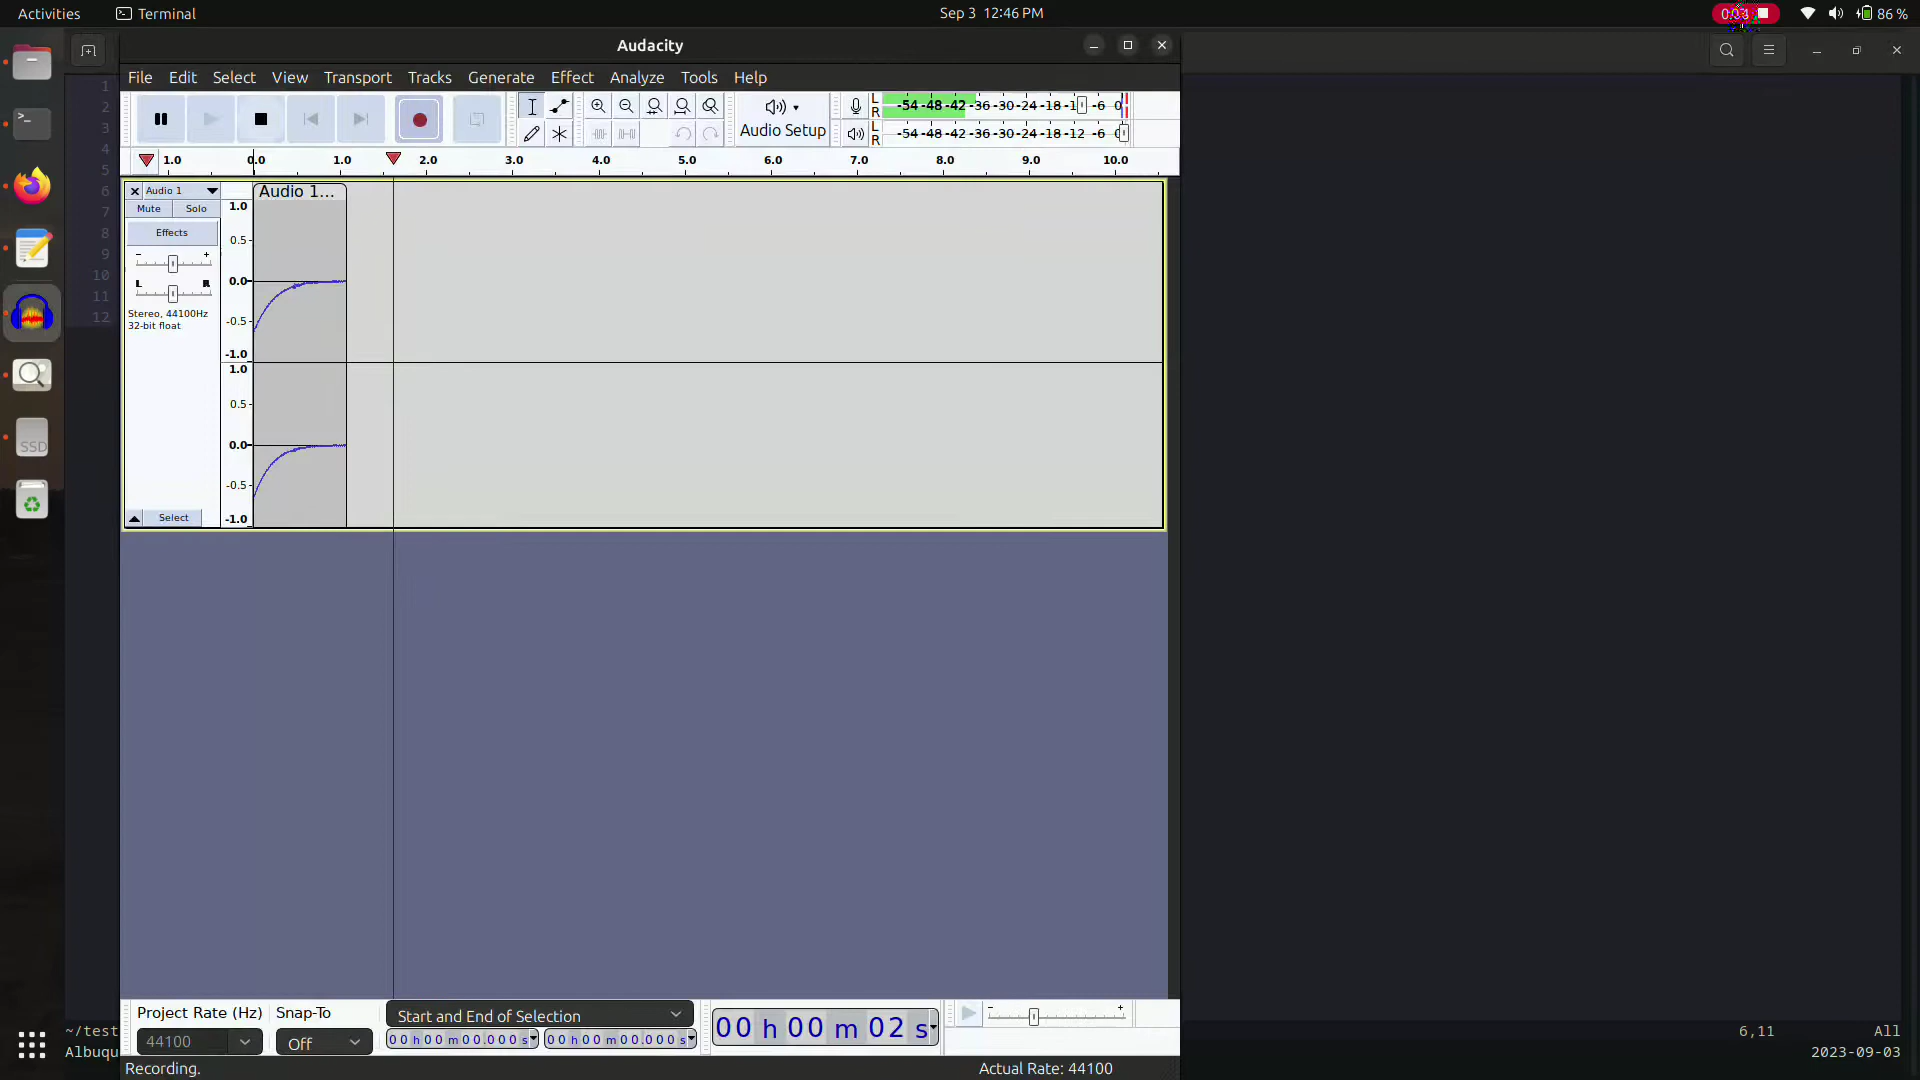 Activities
Terminal
Sep 3 12:46 PM
86 %
Audacity
File Edit Select View Transport Tracks Generate Effect Analyze Tools Help
Audio Setup
L
R
-54 -48 -42 -36 -30 -24 -18 -6 0
L
R
-54 -48 -42 -36 -30 -24 -18 -12 -6
1.0 0.0 1.0 2.0 3.0 4.0 5.0 6.0 7.0 8.0 9.0 10.0
1
2
3
4
5
6
7
8
9
10
11
12
Audio 1
Audio 1...
Mute Solo
Effects
- +
L R
Stereo, 44100Hz
32-bit float
Select
1.0
0.5
0.0
-0.5
-1.0
1.0
0.5
0.0
-0.5
-1.0
SSD
Project Rate (Hz)
44100
Snap-To
Off
Start and End of Selection
00 h 00 m 00.000 s
00 h 00 m 00.000 s
00 h 00 m 02 s
- +
Recording.
Actual Rate: 44100
~/test
Albuqu
6,11 All
2023-09-03